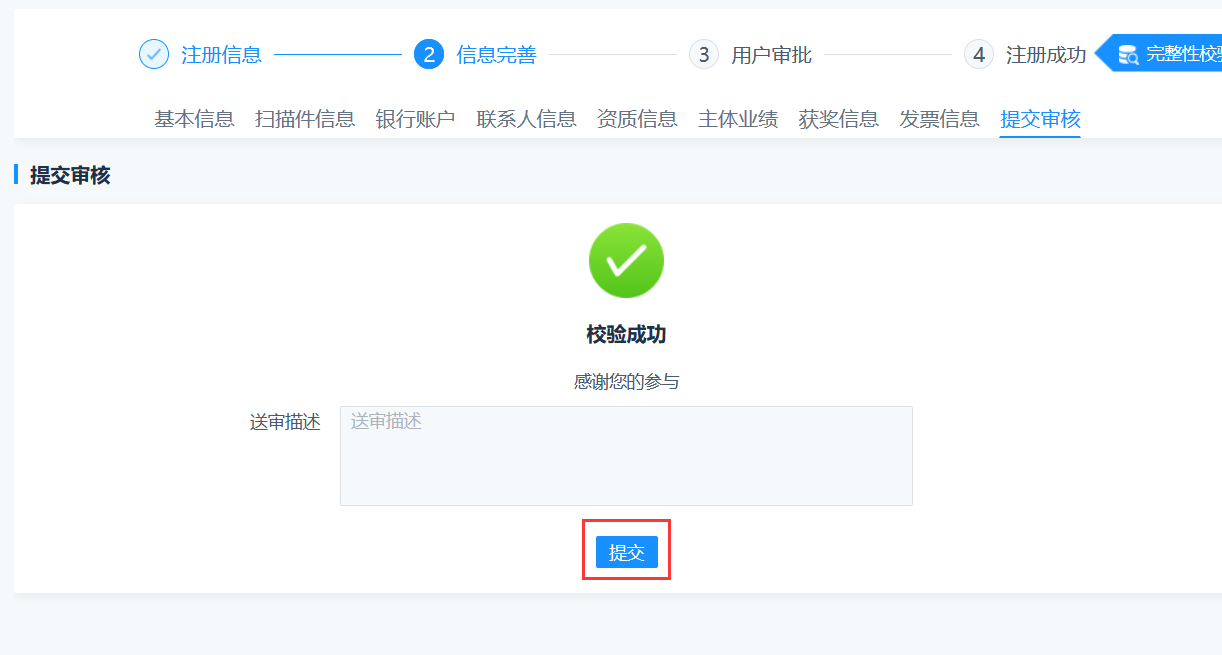 注册信息 2 信息完善 3 用户审批 4 注册成功 完整性校验
基本信息 扫描件信息 银行账户 联系人信息 资质信息 主体业绩 获奖信息 发票信息 提交审核
提交审核
校验成功
感谢您的参与
送审描述 送审描述
提交